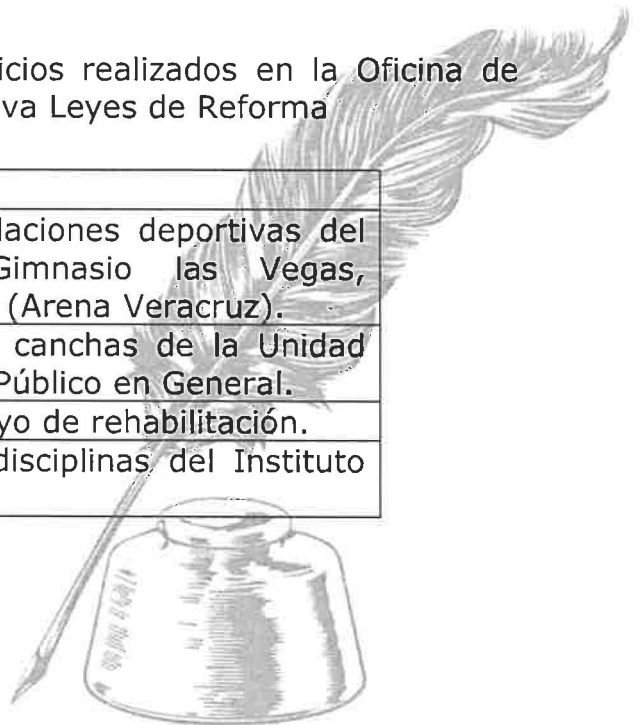 icios realizados en la Oficina de
va Leyes de Reforma
laciones deportivas del
Gimnasio las Vegas,
(Arena Veracruz).
canchas de la Unidad
Público en General.
yo de rehabilitación.
disciplinas del Instituto